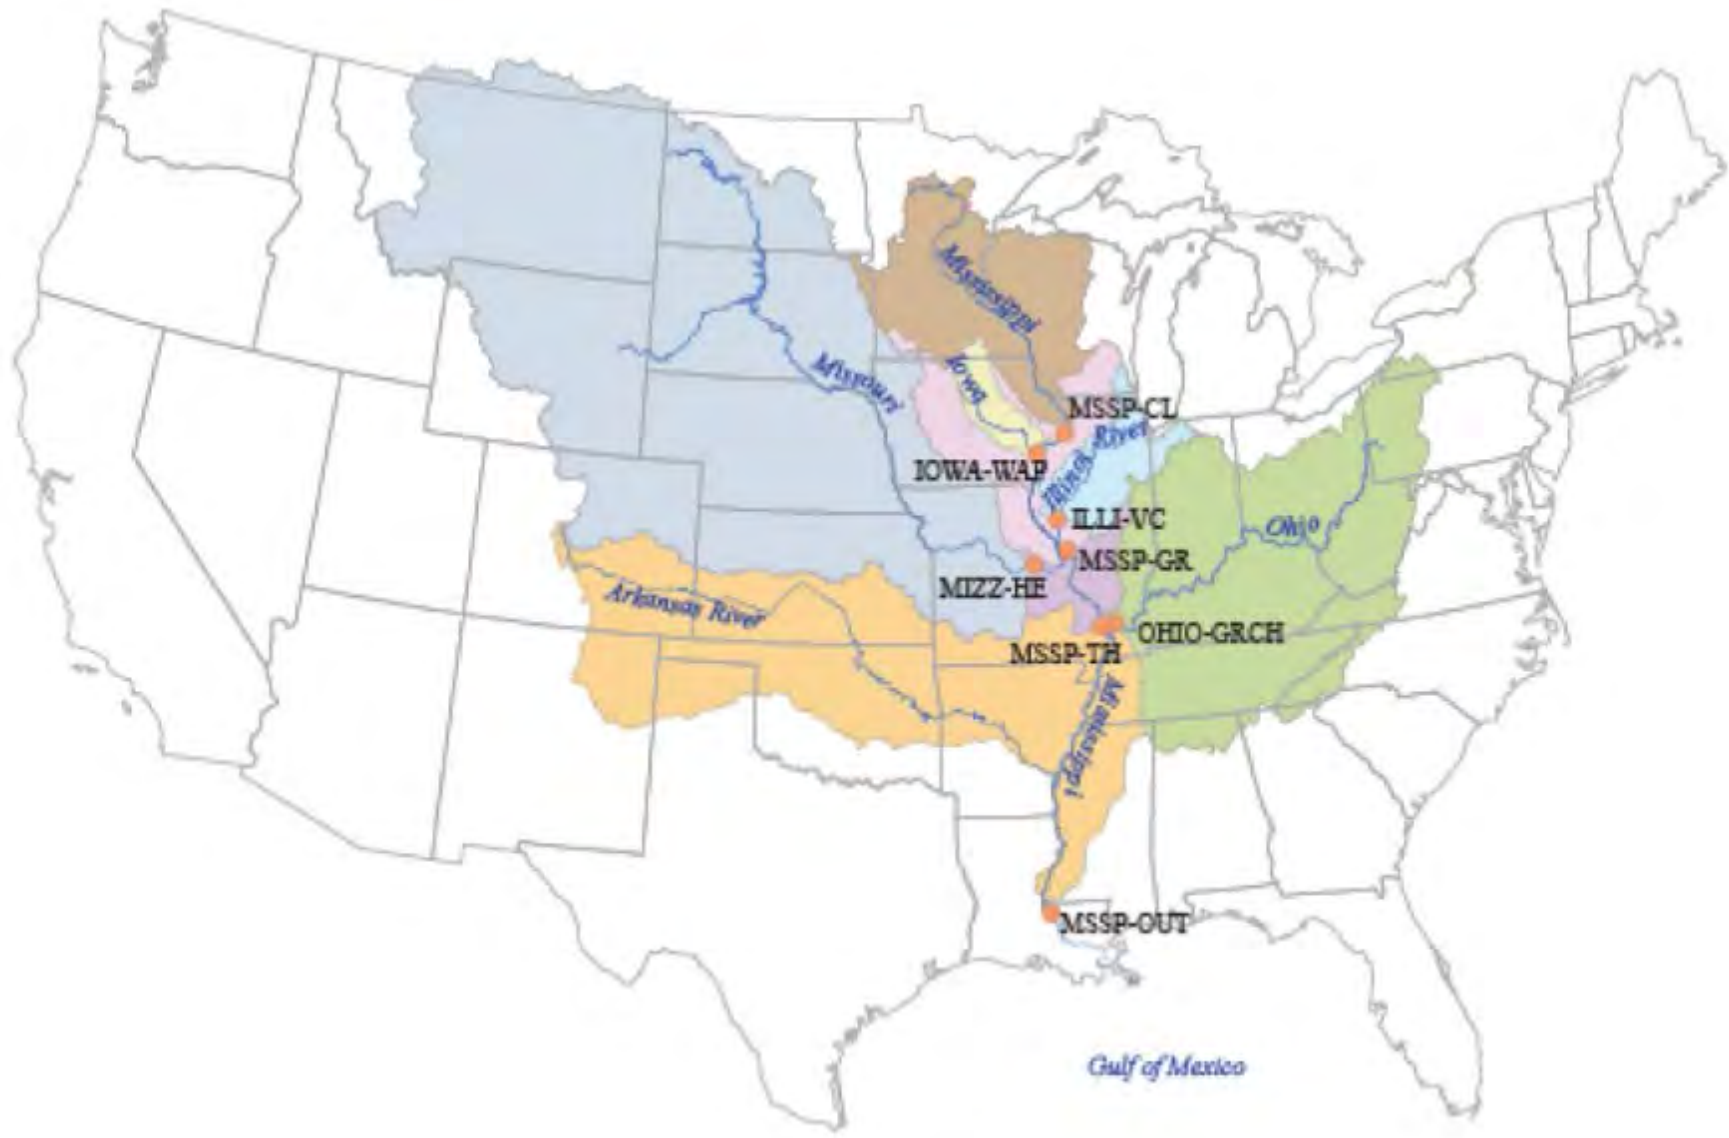 Mississippi
Iowa
Missouri
MSSP-CL
Illinois River
IOWA-WAP
ILLI-VC
Ohio
MSSP-GR
MIZZ-HE
Arkansas River
OHIO-GRCH
MSSP-TH
Mississippi
MSSP-OUT
Gulf of Mexico